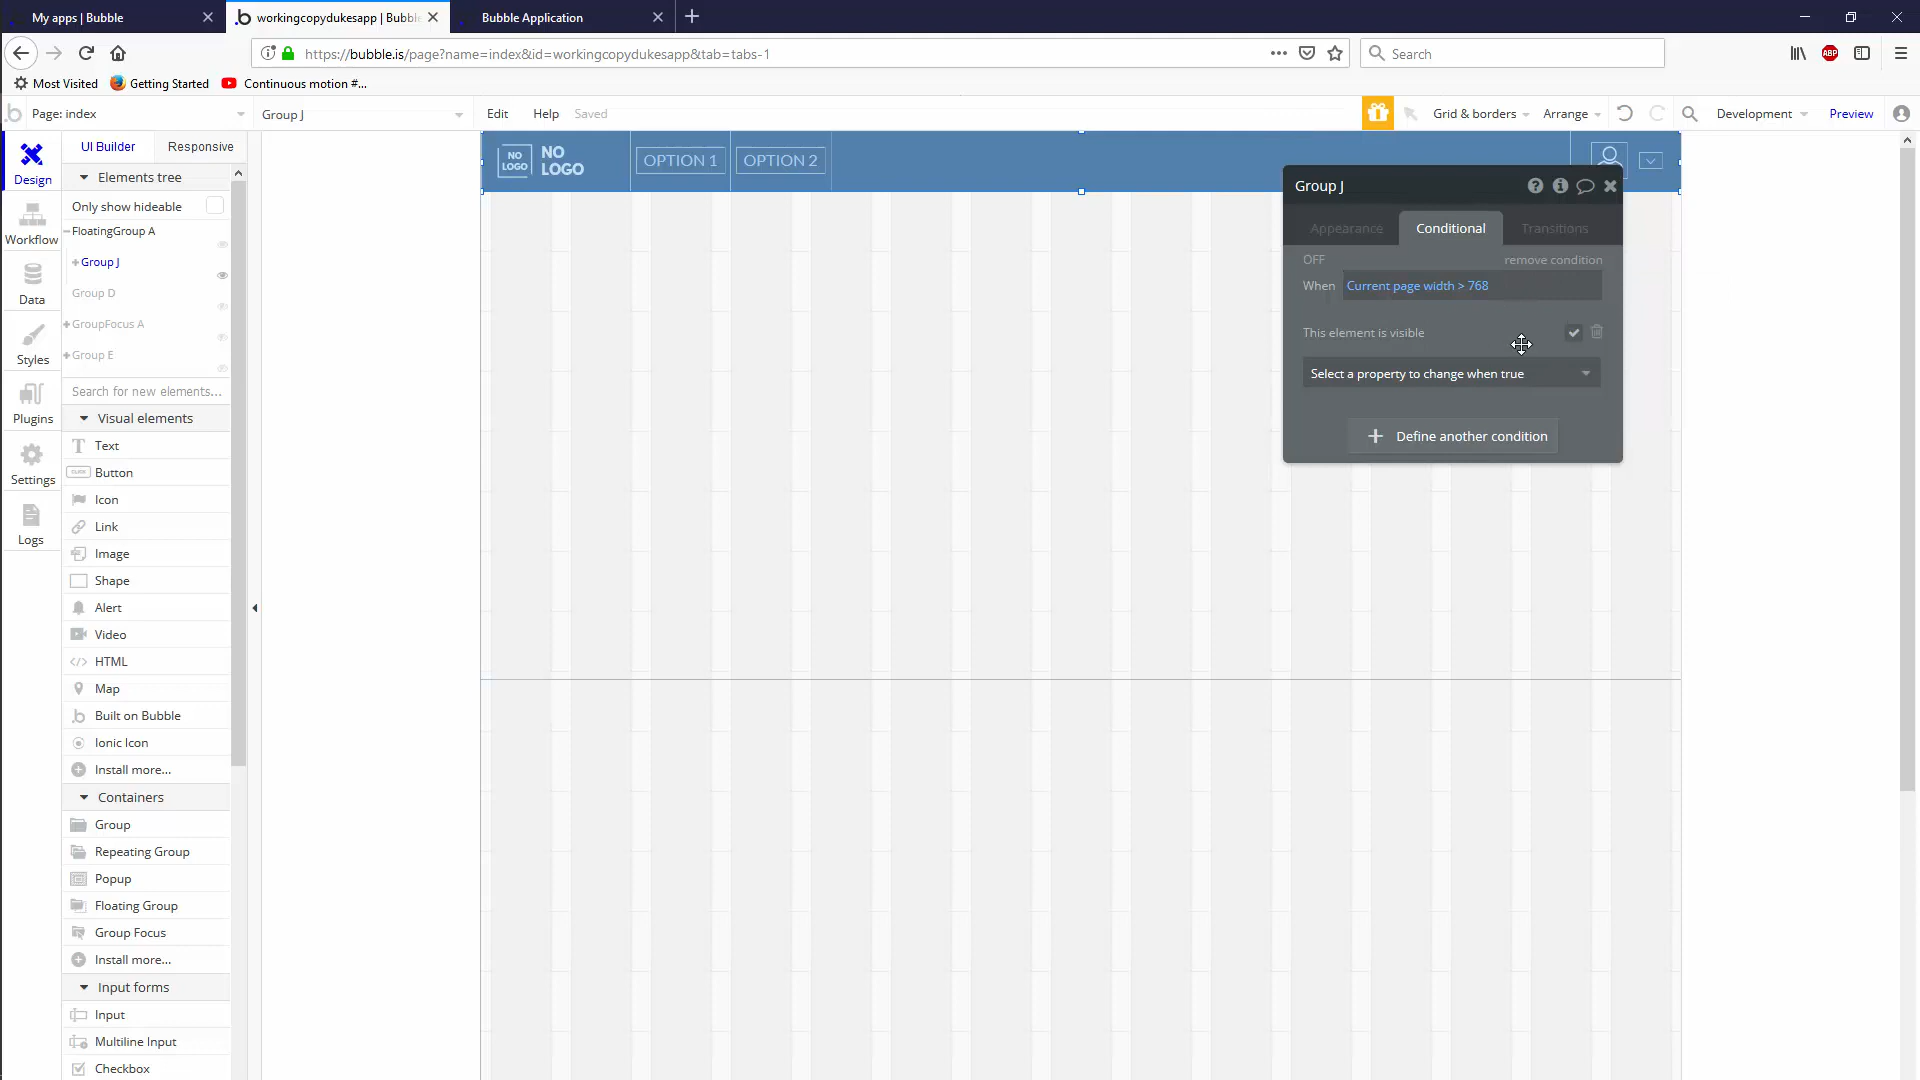 My apps | Bubble
workingcopydukesapp | Bubble
Bubble Application
https://bubble.is/page?name=index&id=workingcopydukesapp&tab=tabs-1
Search
Most Visited
Getting Started
Continuous motion #...
ABP
Page: index
Group J
Edit
Help
Saved
Grid & borders
Arrange
Development
Preview
Design
Workflow
Data
Styles
Plugins
Settings
Logs
UI Builder
Responsive
Elements tree
Only show hideable
FloatingGroup A
Group J
Group D
GroupFocus A
Group E
Search for new elements...
Visual elements
Text
CLICK
Button
Icon
Link
Image
Shape
Alert
Video
HTML
Map
Built on Bubble
Ionic Icon
Install more...
Containers
Group
Repeating Group
Popup
Floating Group
Group Focus
Install more...
Input forms
Input
Multiline Input
Checkbox
NO
LOGO
NO
LOGO
OPTION 1
OPTION 2
Group J
Appearance
Conditional
Transitions
OFF
remove condition
When
Current page width > 768
This element is visible
Select a property to change when true
Define another condition